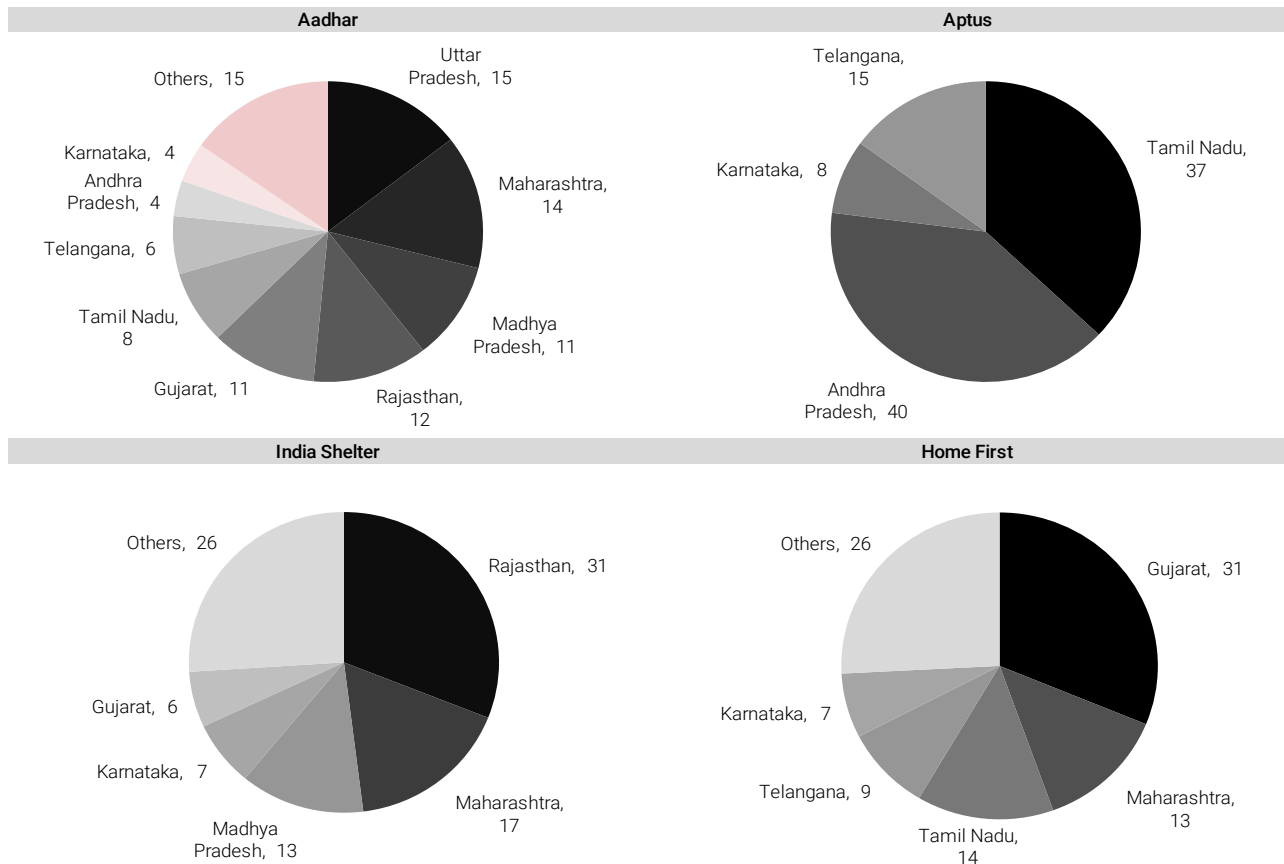 Aadhar
Uttar
Pradesh, 15
Maharashtra,
14
Madhya
Pradesh, 11
Rajasthan,
12
Gujarat, 11
Tamil Nadu,
8
Telangana, 6
Andhra
Pradesh, 4
Karnataka, 4
Others, 15
Aptus
Tamil Nadu,
37
Andhra
Pradesh, 40
Karnataka, 8
Telangana,
15
India Shelter
Rajasthan, 31
Maharashtra,
17
Madhya
Pradesh, 13
Karnataka, 7
Gujarat, 6
Others, 26
Home First
Gujarat, 31
Maharashtra,
13
Tamil Nadu,
14
Telangana, 9
Karnataka, 7
Others, 26